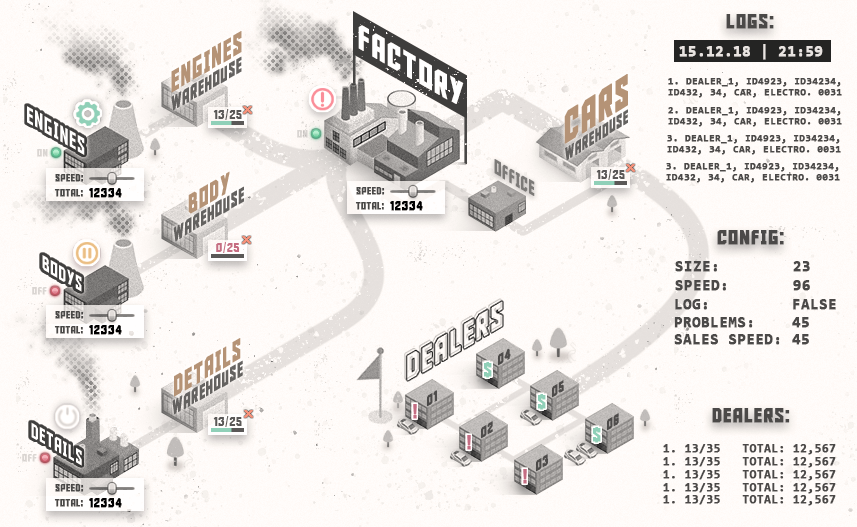 ENGINES
WAREHOUSE
13/25
ENGINES
ON
SPEED:
TOTAL: 12334
FACTORY
ON
SPEED:
TOTAL: 12334
CARS
WAREHOUSE
13/25
OFFICE
BODY
WAREHOUSE
0/25
BODYS
OFF
SPEED:
TOTAL: 12334
DETAILS
WAREHOUSE
13/25
DETAILS
OFF
SPEED:
TOTAL: 12334
DEALERS
01
02
03
04
05
06
LOGS:
15.12.18 | 21:59
1. DEALER_1, ID4923, ID34234,
ID432, 34, CAR, ELECTRO. 0031
2. DEALER_1, ID4923, ID34234,
ID432, 34, CAR, ELECTRO. 0031
3. DEALER_1, ID4923, ID34234,
ID432, 34, CAR, ELECTRO. 0031
3. DEALER_1, ID4923, ID34234,
ID432, 34, CAR, ELECTRO. 0031
CONFIG:
SIZE: 23
SPEED: 96
LOG: FALSE
PROBLEMS: 45
SALES SPEED: 45
DEALERS:
1. 13/35 TOTAL: 12,567
1. 13/35 TOTAL: 12,567
1. 13/35 TOTAL: 12,567
1. 13/35 TOTAL: 12,567
1. 13/35 TOTAL: 12,567